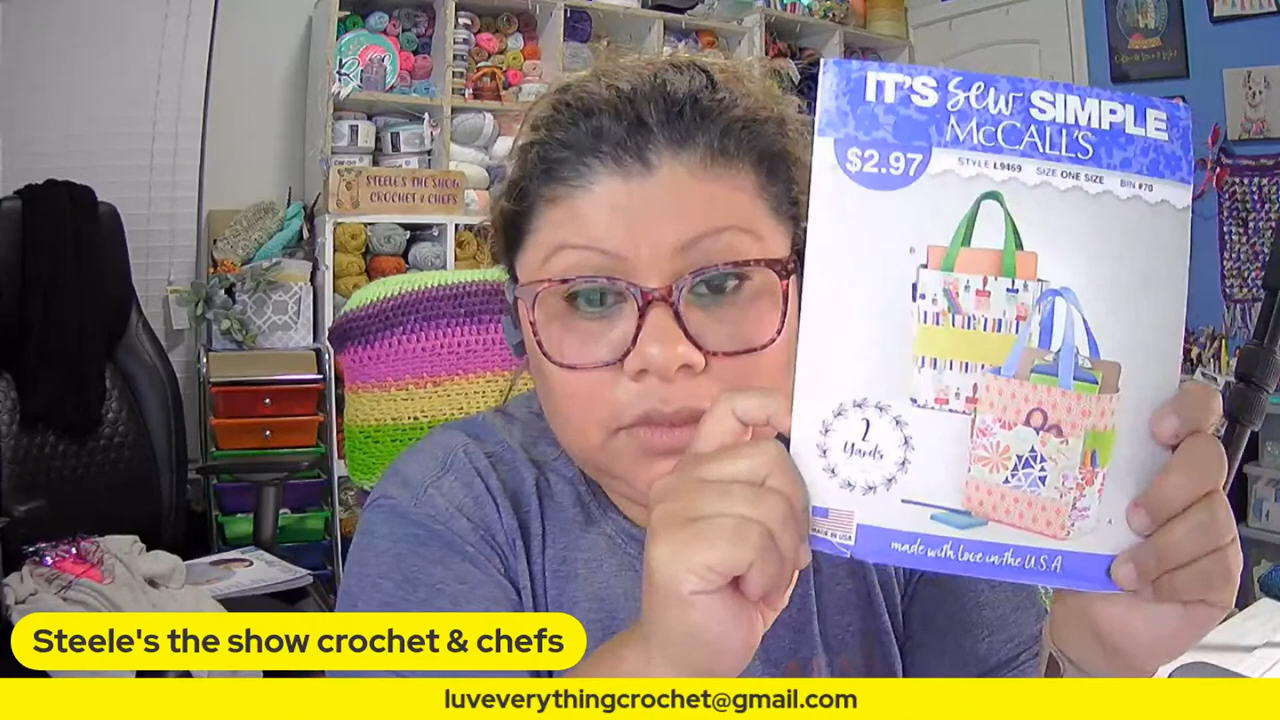 IT'S sew SIMPLE
McCALL'S
$2.97
STYLE L9469 SIZE ONE SIZE BIN #70
B
2
Yards
A
MADE IN USA
made with love in the U.S.A.
STEELE'S THE SHOW
CROCHET & CHEFS
Steele's the show crochet & chefs
luveverythingcrochet@gmail.com